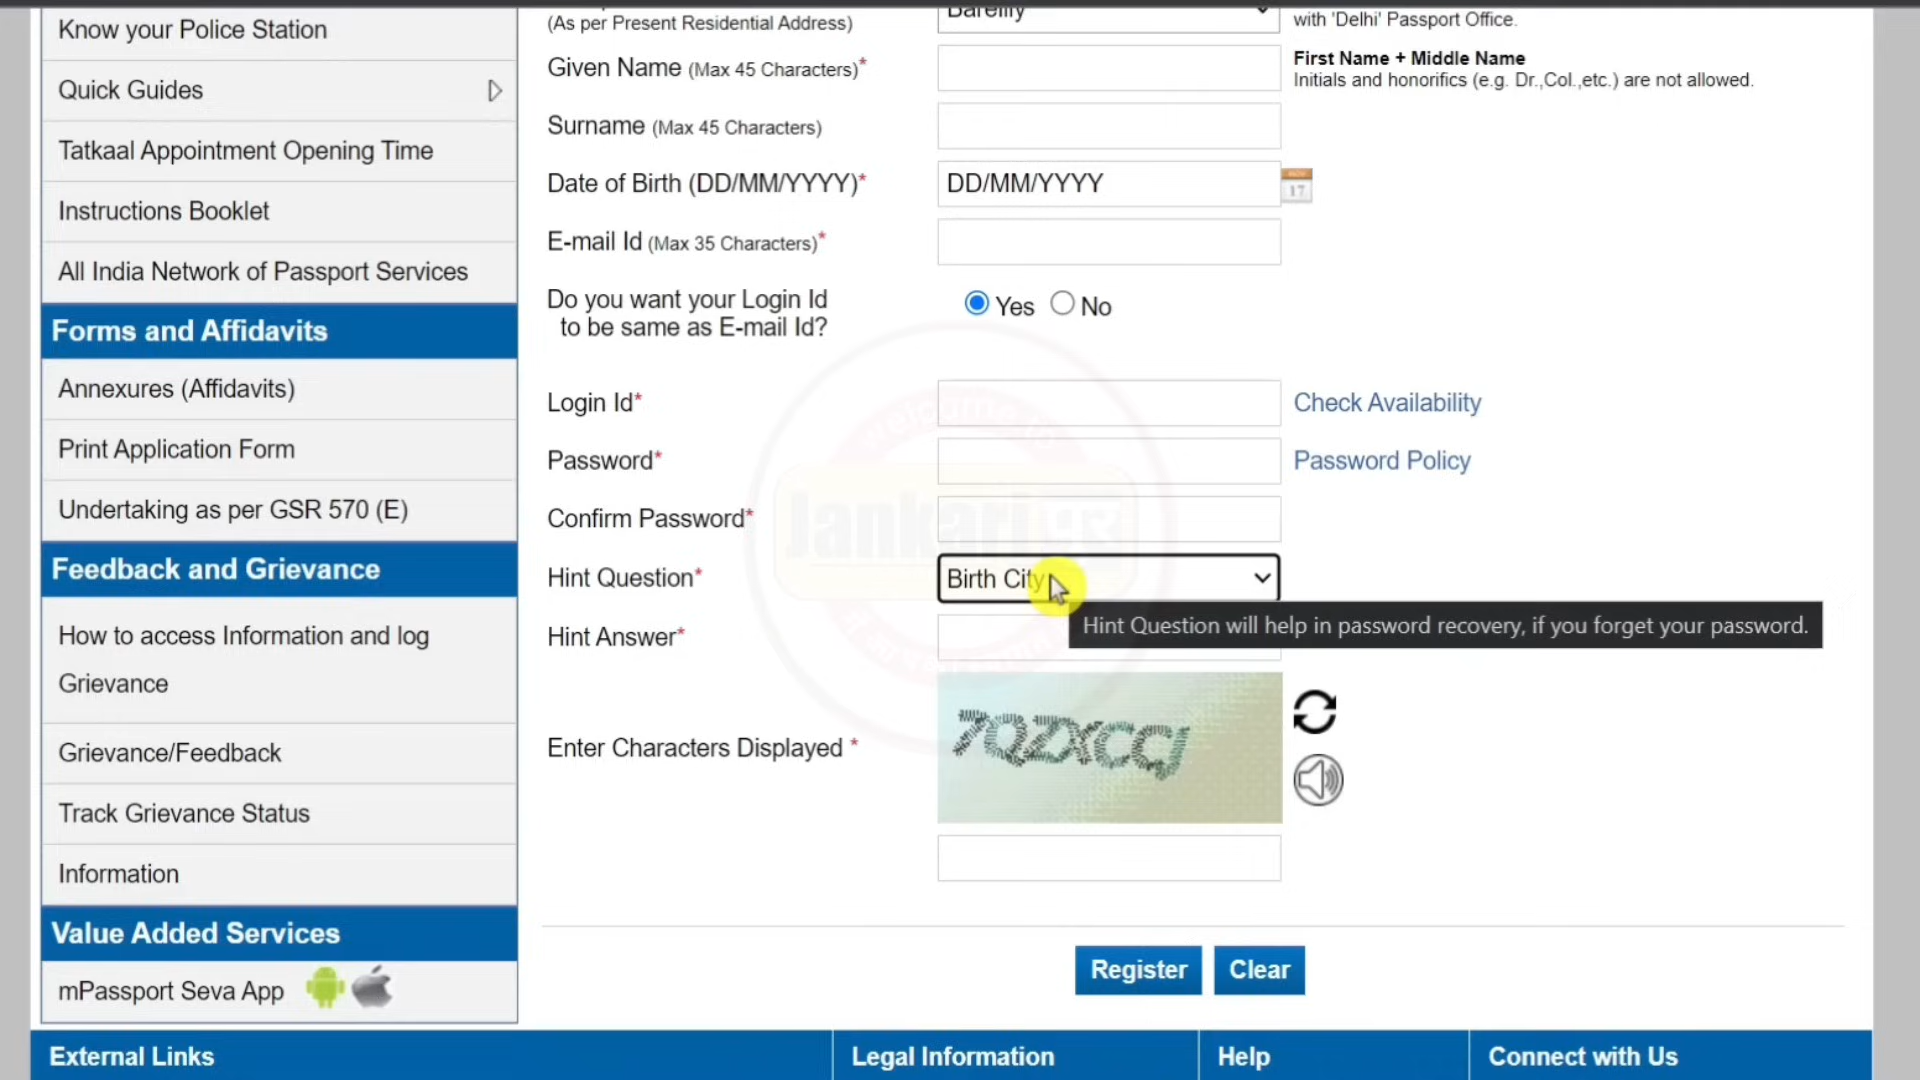 Know your Police Station
Quick Guides
Tatkaal Appointment Opening Time
Instructions Booklet
All India Network of Passport Services
Forms and Affidavits
Annexures (Affidavits)
Print Application Form
Undertaking as per GSR 570 (E)
Feedback and Grievance
How to access Information and log
Grievance
Grievance/Feedback
Track Grievance Status
Information
Value Added Services
mPassport Seva App
(As per Present Residential Address)
Bareilly
with 'Delhi' Passport Office.
Given Name (Max 45 Characters)*
First Name + Middle Name
Initials and honorifics (e.g. Dr.,Col.,etc.) are not allowed.
Surname (Max 45 Characters)
Date of Birth (DD/MM/YYYY)*
DD/MM/YYYY
17
E-mail Id (Max 35 Characters)*
Do you want your Login Id
to be same as E-mail Id?
Yes No
Login Id*
Check Availability
Password*
Password Policy
Confirm Password*
Jankari पुर
Hint Question*
Birth City
Hint Question will help in password recovery, if you forget your password.
Hint Answer*
Enter Characters Displayed *
Register Clear
External Links
Legal Information
Help
Connect with Us